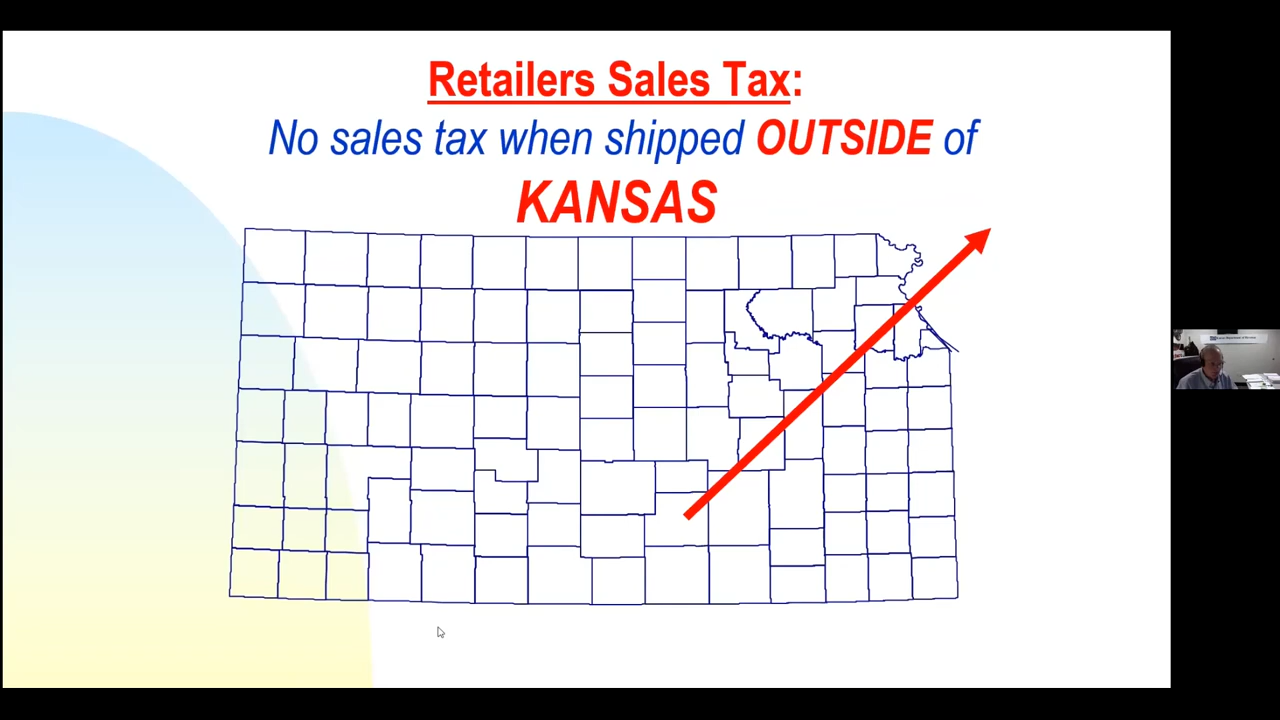 Retailers Sales Tax:
No sales tax when shipped OUTSIDE of
KANSAS